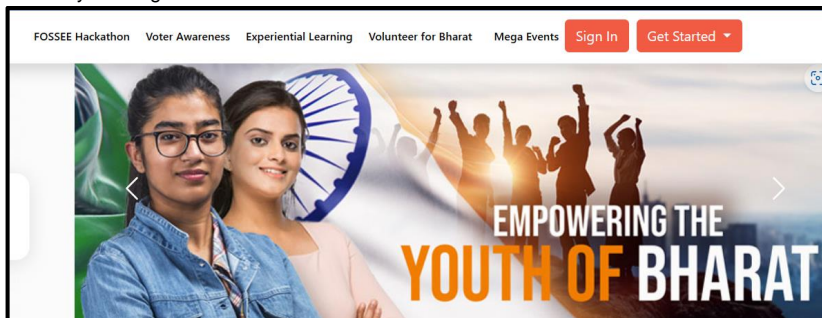 FOSSEE Hackathon Voter Awareness Experiential Learning Volunteer for Bharat Mega Events Sign In Get Started
EMPOWERING THE
YOUTH OF BHARAT